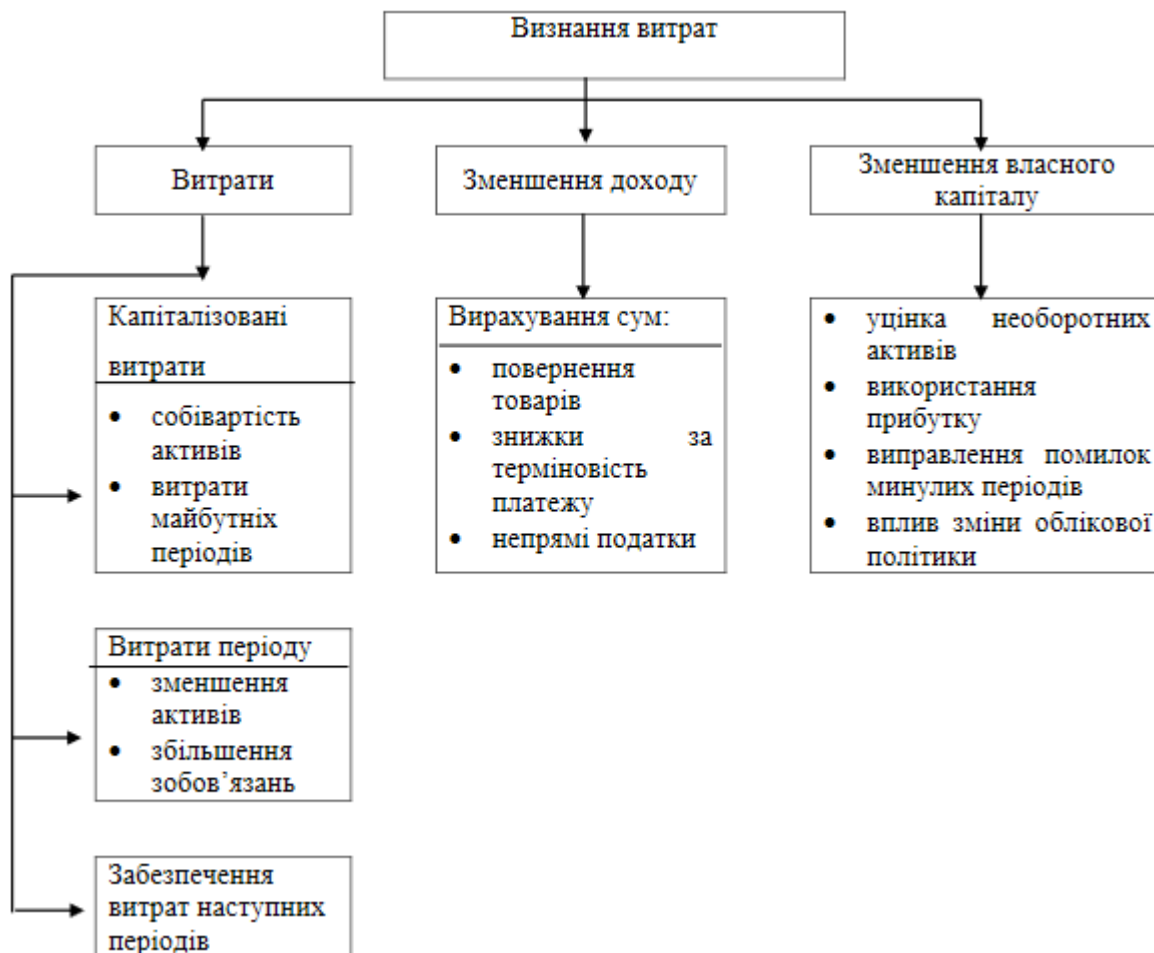 Визнання витрат
Витрати
Зменшення доходу
Зменшення власного
капіталу
Капіталізовані
витрати
• собівартість
активів
• витрати
майбутніх
періодів
Вирахування сум:
• повернення
товарів
• знижки за
терміновість
платежу
• непрямі податки
• уцінка необоротних
активів
• використання
прибутку
• виправлення помилок
минулих періодів
• вплив зміни облікової
політики
Витрати періоду
• зменшення
активів
• збільшення
зобов’язань
Забезпечення
витрат наступних
періодів